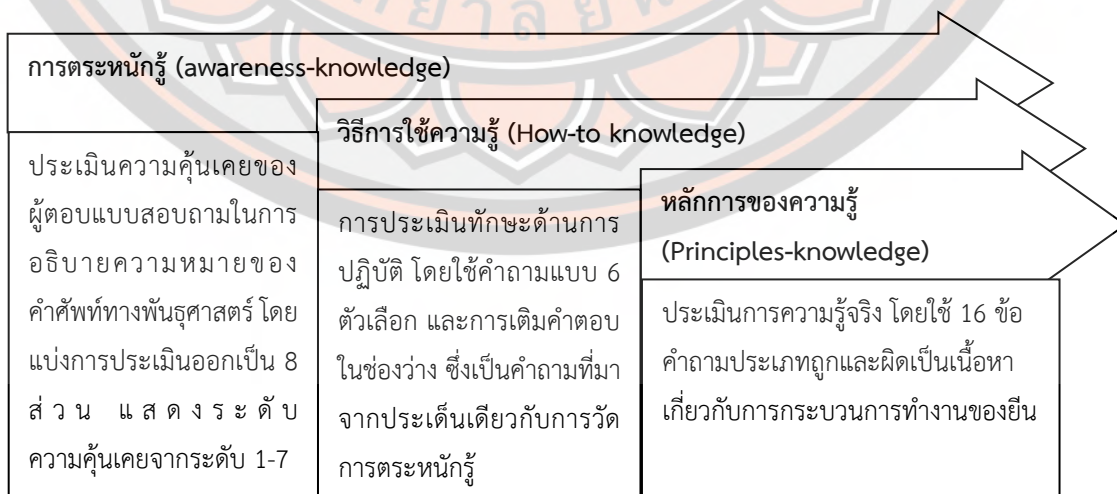 การตระหนักรู้ (awareness-knowledge)
ประเมินความคุ้นเคยของ
ผู้ตอบแบบสอบถามในการ
อธิบายความหมายของ
คำศัพท์ทางพันธุศาสตร์ โดย
แบ่งการประเมินออกเป็น 8
ส่วน แสดงระดับ
ความคุ้นเคยจากระดับ 1-7
วิธีการใช้ความรู้ (How-to knowledge)
การประเมินทักษะด้านการ
ปฏิบัติ โดยใช้คำถามแบบ 6
ตัวเลือก และการเติมคำตอบ
ในช่องว่าง ซึ่งเป็นคำถามที่มา
จากประเด็นเดียวกับการวัด
การตระหนักรู้
หลักการของความรู้
(Principles-knowledge)
ประเมินการความรู้จริง โดยใช้ 16 ข้อ
คำถามประเภทถูกและผิดเป็นเนื้อหา
เกี่ยวกับการกระบวนการทำงานของยีน